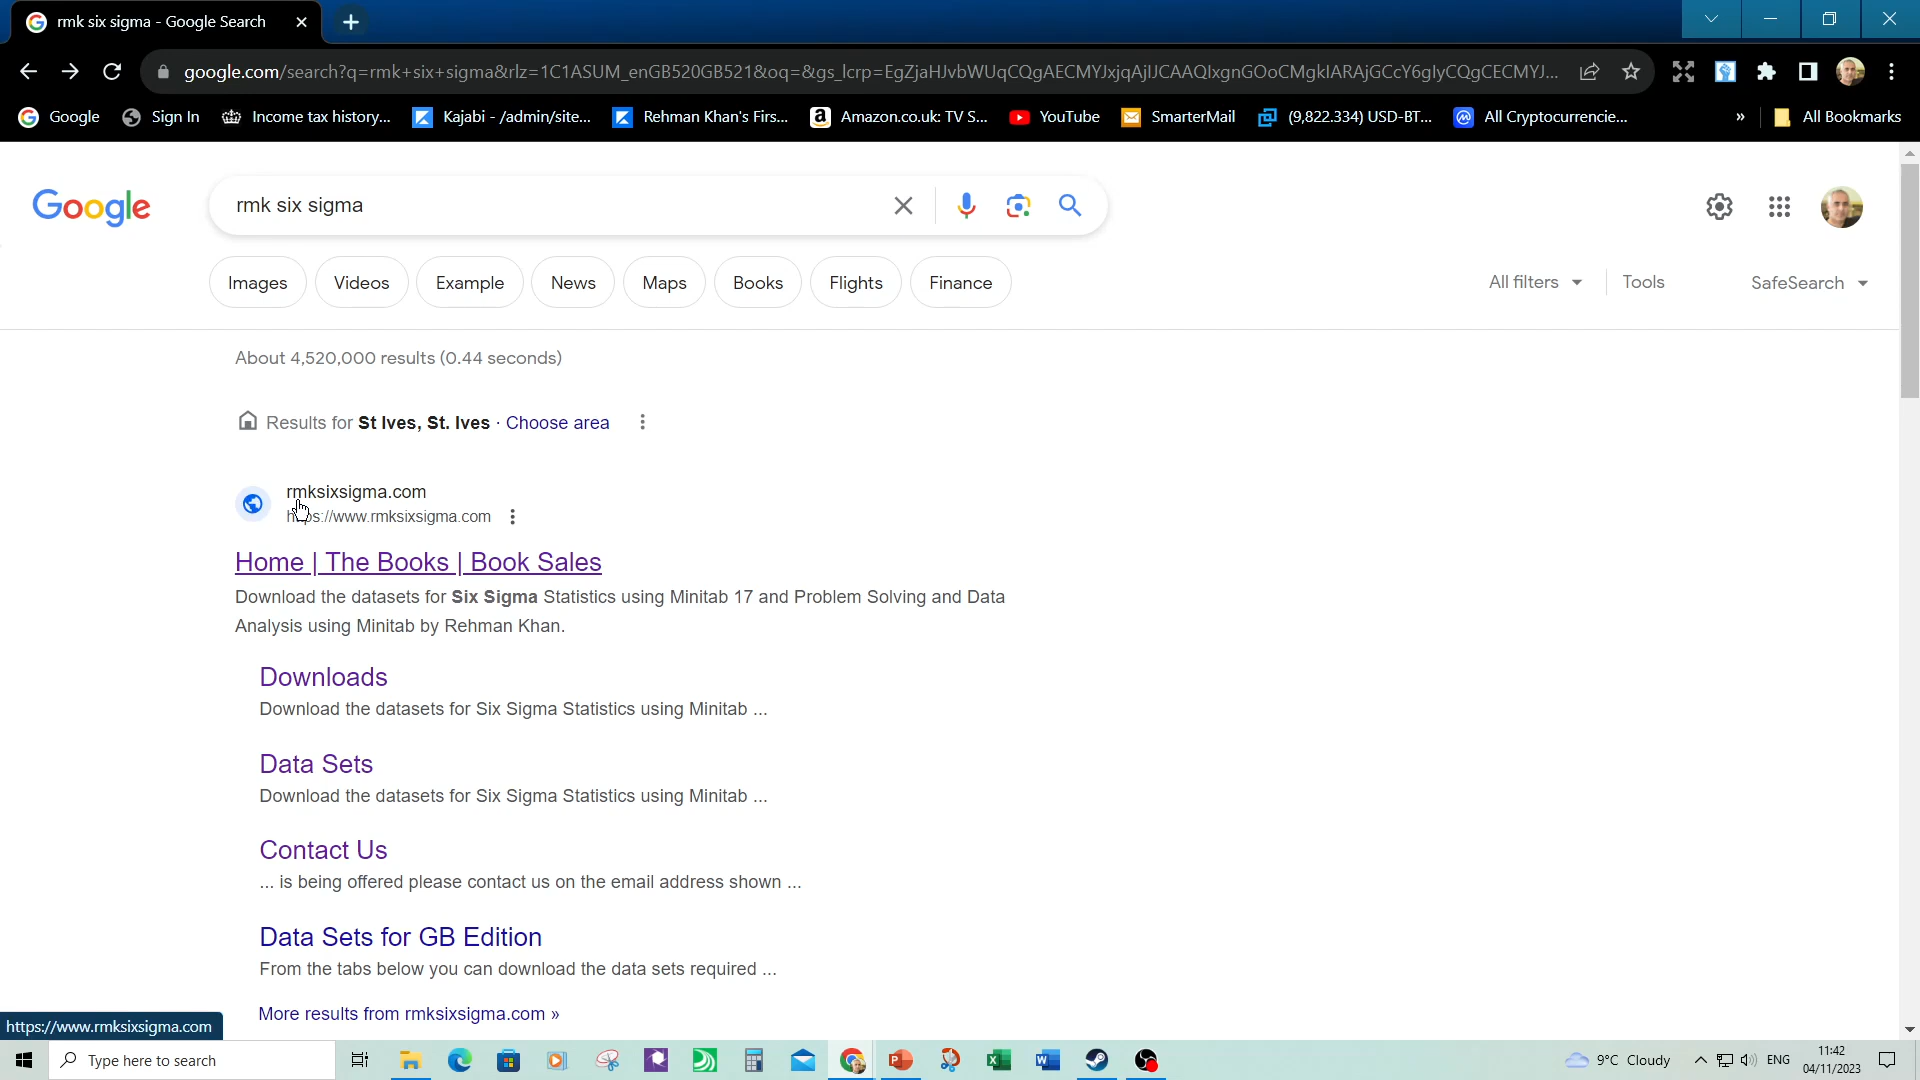 rmk six sigma - Google Search
google.com/search?q=rmk+six+sigma&rlz=1C1ASUM_enGB520GB521&oq=&gs_lcrp=EgZjaHJvbWUqCQgAECMYJxjqAjIJCAAQIxgnGOoCMgkIARAjGCcY6gIyCQgCECMYJ...
Google Sign In Income tax history... Kajabi - /admin/site... Rehman Khan's Firs... Amazon.co.uk: TV S... YouTube SmarterMail (9,822.334) USD-BT... All Cryptocurrencie... » All Bookmarks
Google rmk six sigma
Images Videos Example News Maps Books Flights Finance All filters Tools SafeSearch
About 4,520,000 results (0.44 seconds)
Results for St Ives, St. Ives · Choose area
rmksixsigma.com
https://www.rmksixsigma.com
Home | The Books | Book Sales
Download the datasets for Six Sigma Statistics using Minitab 17 and Problem Solving and Data
Analysis using Minitab by Rehman Khan.
Downloads
Download the datasets for Six Sigma Statistics using Minitab ...
Data Sets
Download the datasets for Six Sigma Statistics using Minitab ...
Contact Us
... is being offered please contact us on the email address shown ...
Data Sets for GB Edition
From the tabs below you can download the data sets required ...
More results from rmksixsigma.com »
https://www.rmksixsigma.com
Type here to search 9°C Cloudy ENG 11:42
04/11/2023